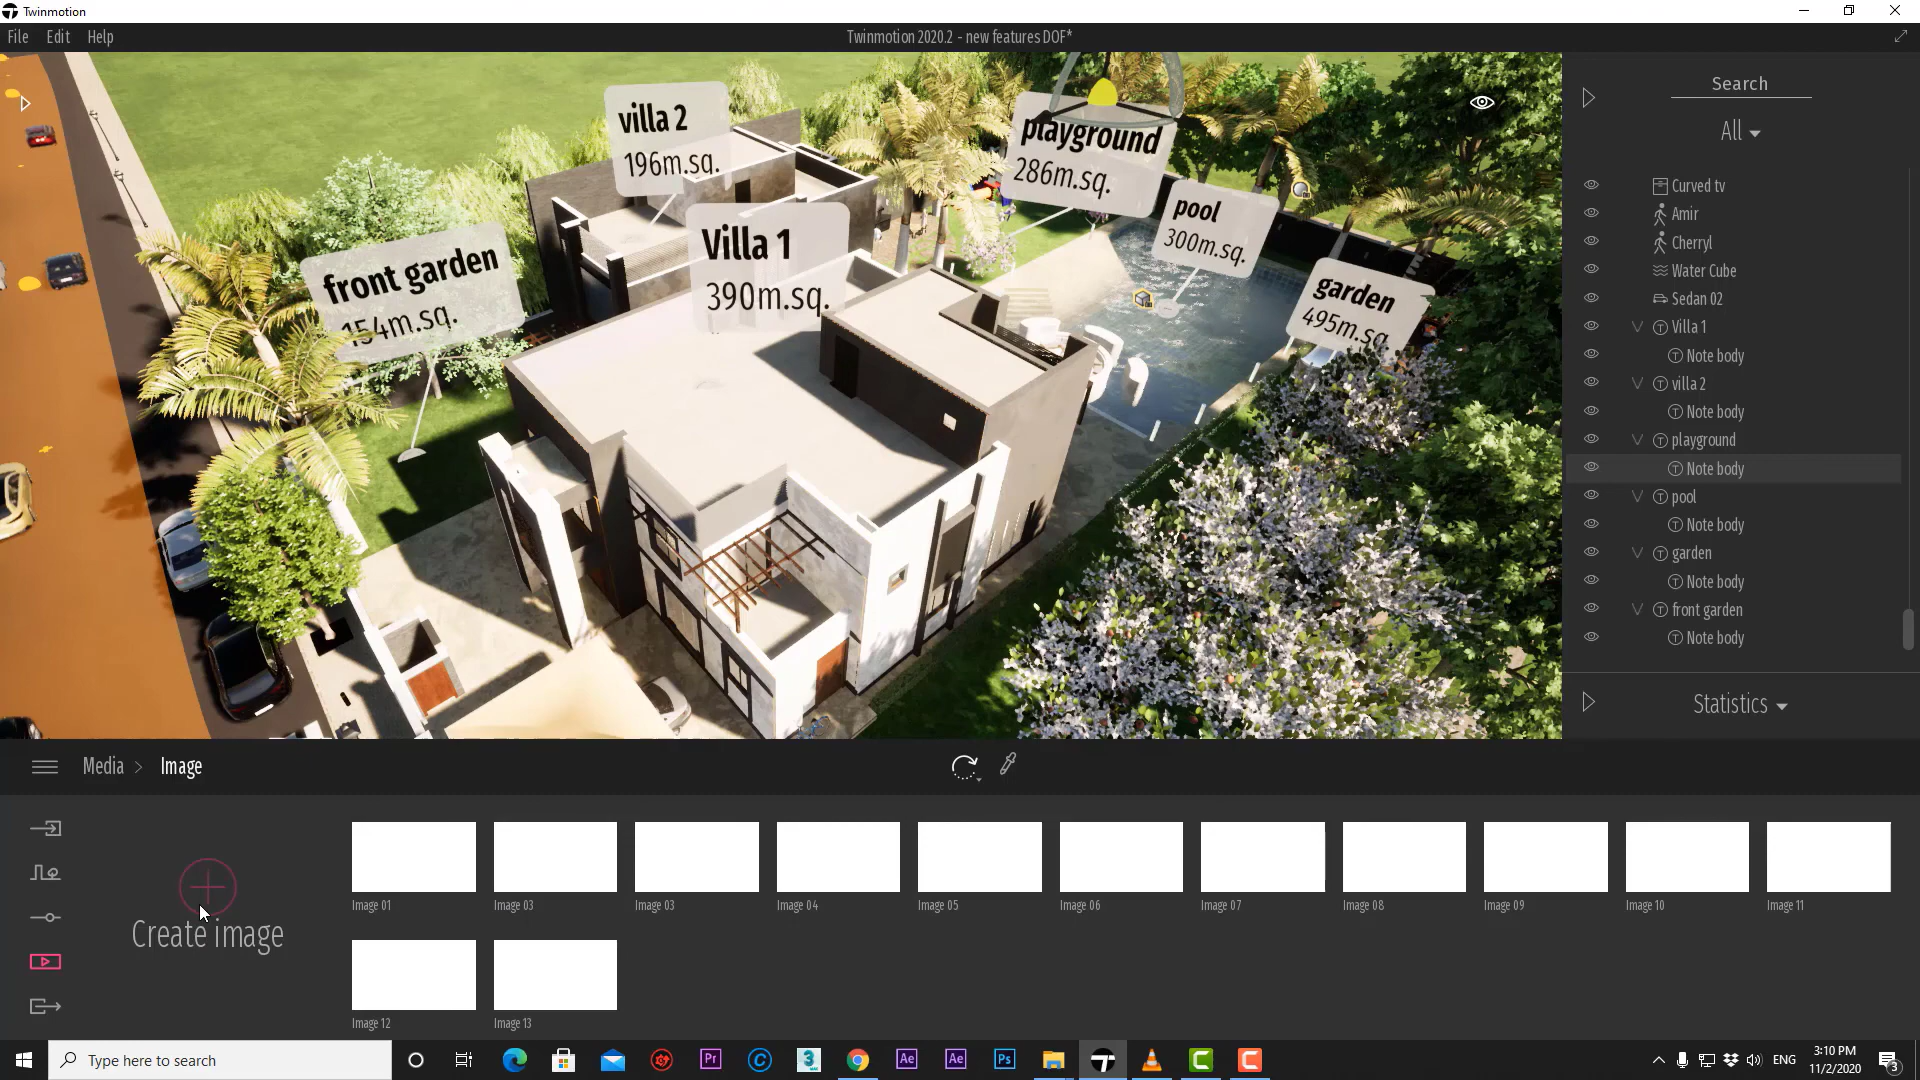 Twinmotion
File Edit Help
Twinmotion 2020.2 - new features DOF*
villa 2
196m.sq.
playground
286m.sq.
pool
300m.sq.
Villa 1
390m.sq.
front garden
154m.sq.
garden
495m.sq.
Search
All
Curved tv
Amir
Cherryl
Water Cube
Sedan 02
Villa 1
Note body
villa 2
Note body
playground
Note body
pool
Note body
garden
Note body
front garden
Note body
Statistics
Media > Image
Create image
Image 01
Image 03
Image 03
Image 04
Image 05
Image 06
Image 07
Image 08
Image 09
Image 10
Image 11
Image 12
Image 13
Type here to search
Pr
Ae
Ae
Ps
ENG
3:10 PM
11/2/2020
3